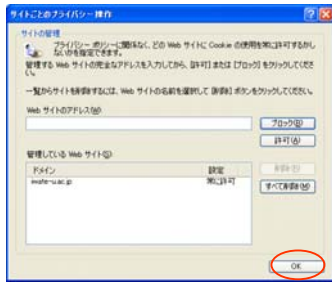 サイトごとのプライバシー操作
サイトの管理
プライバシー ポリシーに関係なく、どの Web サイトに Cookie の使用を常に許可するかし
ないかを指定できます。
管理する Web サイトの完全なアドレスを入力してから、[許可] または [ブロック] をクリックしてくださ
い。
一覧からサイトを削除するには、Web サイトの名前を選択して [削除] ボタンをクリックしてください。
Web サイトのアドレス(W):
ブロック(B)
許可(A)
管理している Web サイト(S):
ドメイン 設定
iwate-u.ac.jp 常に許可
削除(R)
すべて削除(M)
OK